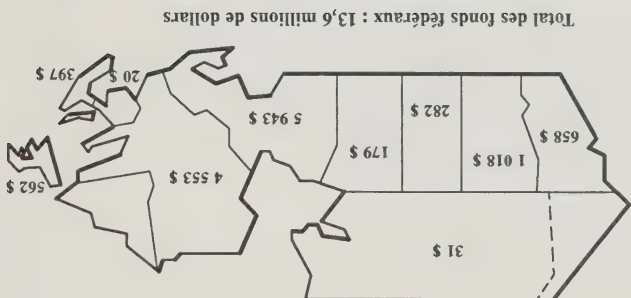 31 $
562 $
4 553 $
1 018 $
179 $
658 $
5 943 $
282 $
20 $
397 $
Total des fonds fédéraux : 13,6 millions de dollars